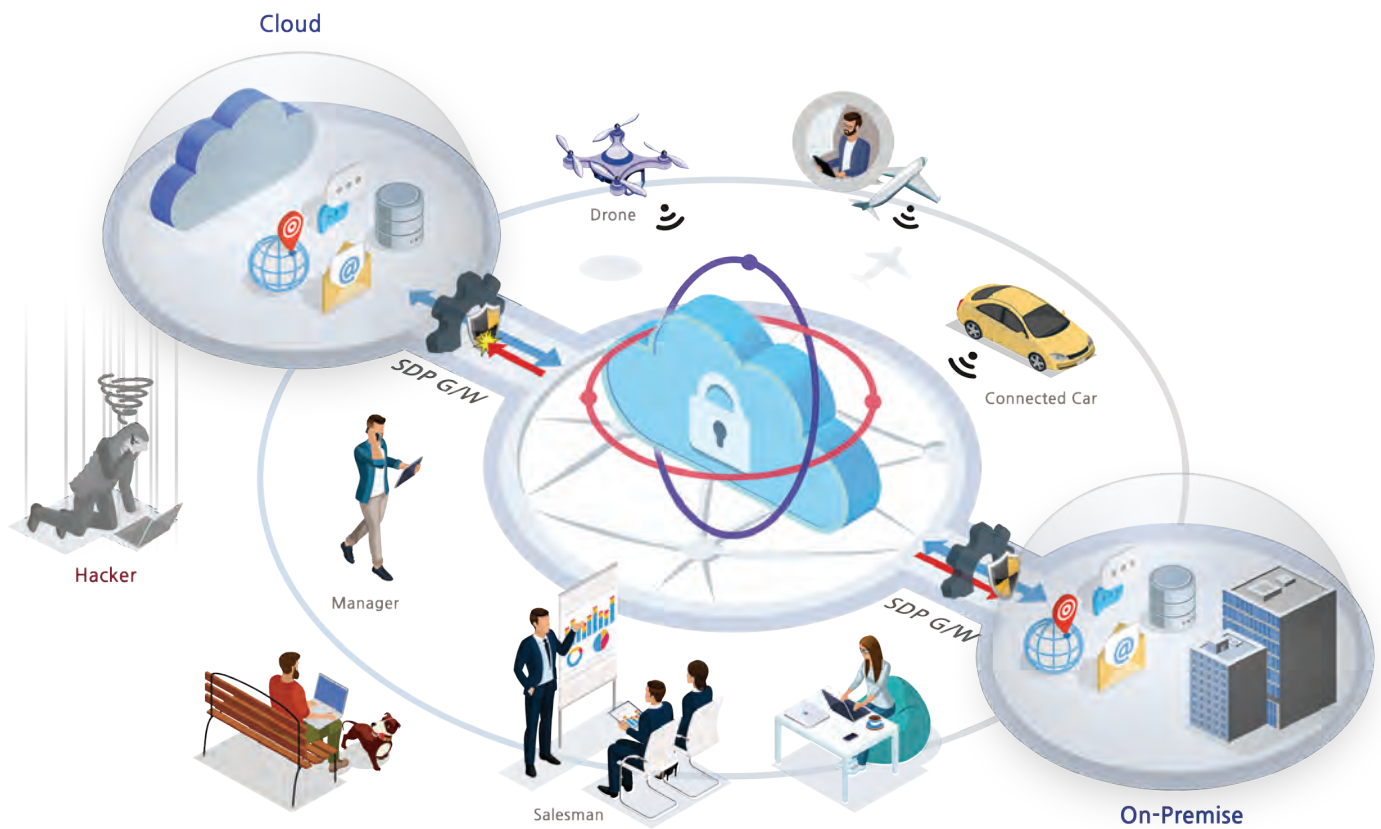 Cloud
Drone
SDP G/W
Connected Car
Hacker
Manager
SDP G/W
Salesman
On-Premise
@
@